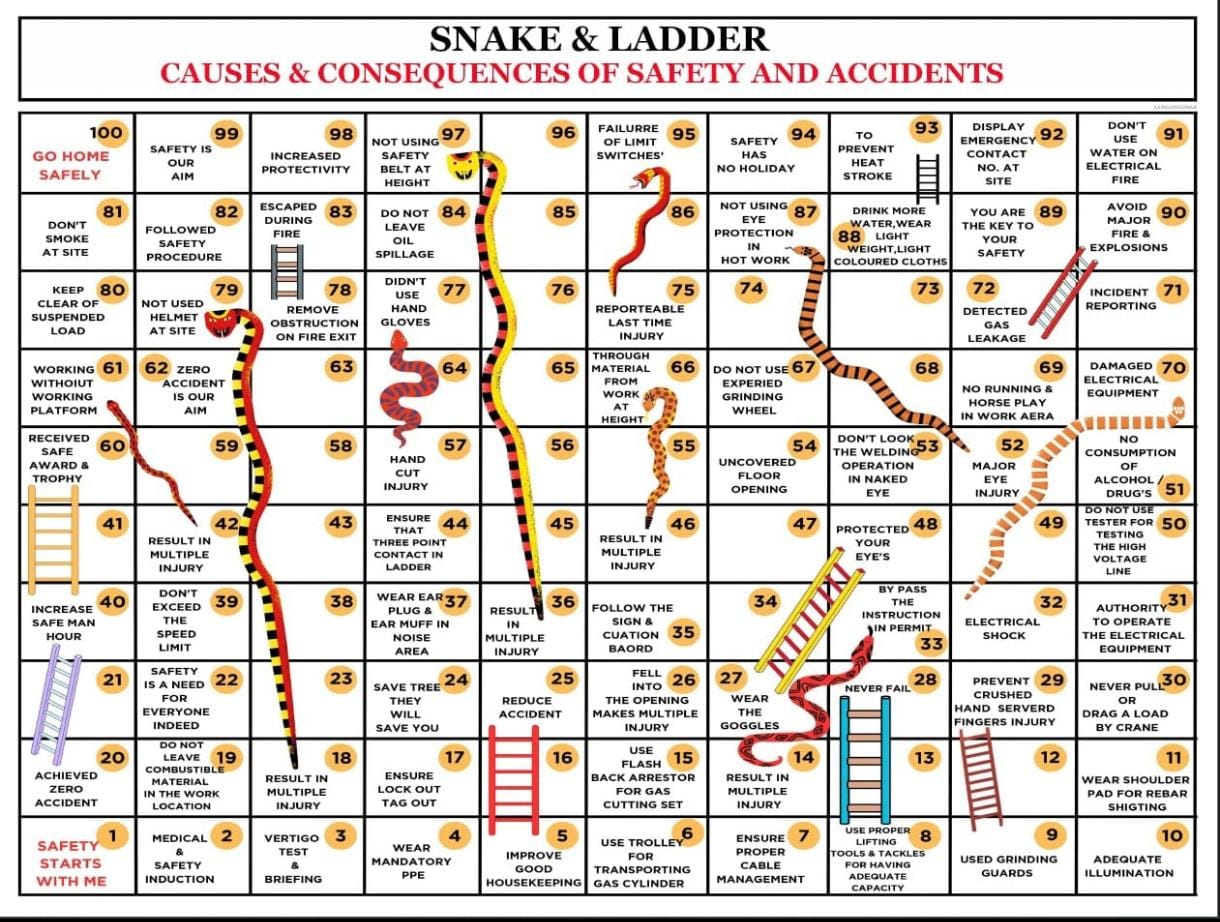 SNAKE & LADDER
CAUSES & CONSEQUENCES OF SAFETY AND ACCIDENTS
100
GO HOME
SAFELY
99
SAFETY IS
OUR
AIM
98
INCREASED
PROTECTIVITY
97
NOT USING
SAFETY
BELT AT
HEIGHT
96
95
FAILURRE
OF LIMIT
SWITCHES'
94
SAFETY
HAS
NO HOLIDAY
93
TO
PREVENT
HEAT
STROKE
92
DISPLAY
EMERGENCY
CONTACT
NO. AT
SITE
91
DON'T
USE
WATER ON
ELECTRICAL
FIRE
81
DON'T
SMOKE
AT SITE
82
FOLLOWED
SAFETY
PROCEDURE
83
ESCAPED
DURING
FIRE
84
DO NOT
LEAVE
OIL
SPILLAGE
85
86
87
NOT USING
EYE
PROTECTION
IN
HOT WORK
88
DRINK MORE
WATER,WEAR
LIGHT
WEIGHT,LIGHT
COLOURED CLOTHS
89
YOU ARE
THE KEY TO
YOUR
SAFETY
90
AVOID
MAJOR
FIRE &
EXPLOSIONS
80
KEEP
CLEAR OF
SUSPENDED
LOAD
79
NOT USED
HELMET
AT SITE
78
REMOVE
OBSTRUCTION
ON FIRE EXIT
77
DIDN'T
USE
HAND
GLOVES
76
75
REPORTEABLE
LAST TIME
INJURY
74
73
72
DETECTED
GAS
LEAKAGE
71
INCIDENT
REPORTING
61
WORKING
WITHOIUT
WORKING
PLATFORM
62
ZERO
ACCIDENT
IS OUR
AIM
63
64
65
66
THROUGH
MATERIAL
FROM
WORK
AT
HEIGHT
67
DO NOT USE
EXPERIED
GRINDING
WHEEL
68
69
NO RUNNING &
HORSE PLAY
IN WORK AERA
70
DAMAGED
ELECTRICAL
EQUIPMENT
60
RECEIVED
SAFE
AWARD &
TROPHY
59
58
57
HAND
CUT
INJURY
56
55
54
UNCOVERED
FLOOR
OPENING
53
DON'T LOOK
THE WELDING
OPERATION
IN NAKED
EYE
52
MAJOR
EYE
INJURY
51
NO
CONSUMPTION
OF
ALCOHOL /
DRUG'S
41
42
RESULT IN
MULTIPLE
INJURY
43
44
ENSURE
THAT
THREE POINT
CONTACT IN
LADDER
45
46
RESULT IN
MULTIPLE
INJURY
47
48
PROTECTED
YOUR
EYE'S
49
50
DO NOT USE
TESTER FOR
TESTING
THE HIGH
VOLTAGE
LINE
40
INCREASE
SAFE MAN
HOUR
39
DON'T
EXCEED
THE
SPEED
LIMIT
38
37
WEAR EAR
PLUG &
EAR MUFF IN
NOISE
AREA
36
RESULT
IN
MULTIPLE
INJURY
35
FOLLOW THE
SIGN &
CUATION
BAORD
34
33
BY PASS
THE
INSTRUCTION
IN PERMIT
32
ELECTRICAL
SHOCK
31
AUTHORITY
TO OPERATE
THE ELECTRICAL
EQUIPMENT
21
22
SAFETY
IS A NEED
FOR
EVERYONE
INDEED
23
24
SAVE TREE
THEY
WILL
SAVE YOU
25
REDUCE
ACCIDENT
26
FELL
INTO
THE OPENING
MAKES MULTIPLE
INJURY
27
WEAR
THE
GOGGLES
28
NEVER FAIL
29
PREVENT
CRUSHED
HAND SERVERD
FINGERS INJURY
30
NEVER PULL
OR
DRAG A LOAD
BY CRANE
20
ACHIEVED
ZERO
ACCIDENT
19
DO NOT
LEAVE
COMBUSTIBLE
MATERIAL
IN THE WORK
LOCATION
18
RESULT IN
MULTIPLE
INJURY
17
ENSURE
LOCK OUT
TAG OUT
16
15
USE
FLASH
BACK ARRESTOR
FOR GAS
CUTTING SET
14
RESULT IN
MULTIPLE
INJURY
13
12
11
WEAR SHOULDER
PAD FOR REBAR
SHIGTING
1
SAFETY
STARTS
WITH ME
2
MEDICAL
&
SAFETY
INDUCTION
3
VERTIGO
TEST
&
BRIEFING
4
WEAR
MANDATORY
PPE
5
IMPROVE
GOOD
HOUSEKEEPING
6
USE TROLLEY
FOR
TRANSPORTING
GAS CYLINDER
7
ENSURE
PROPER
CABLE
MANAGEMENT
8
USE PROPER
LIFTING
TOOLS & TACKLES
FOR HAVING
ADEQUATE
CAPACITY
9
USED GRINDING
GUARDS
10
ADEQUATE
ILLUMINATION